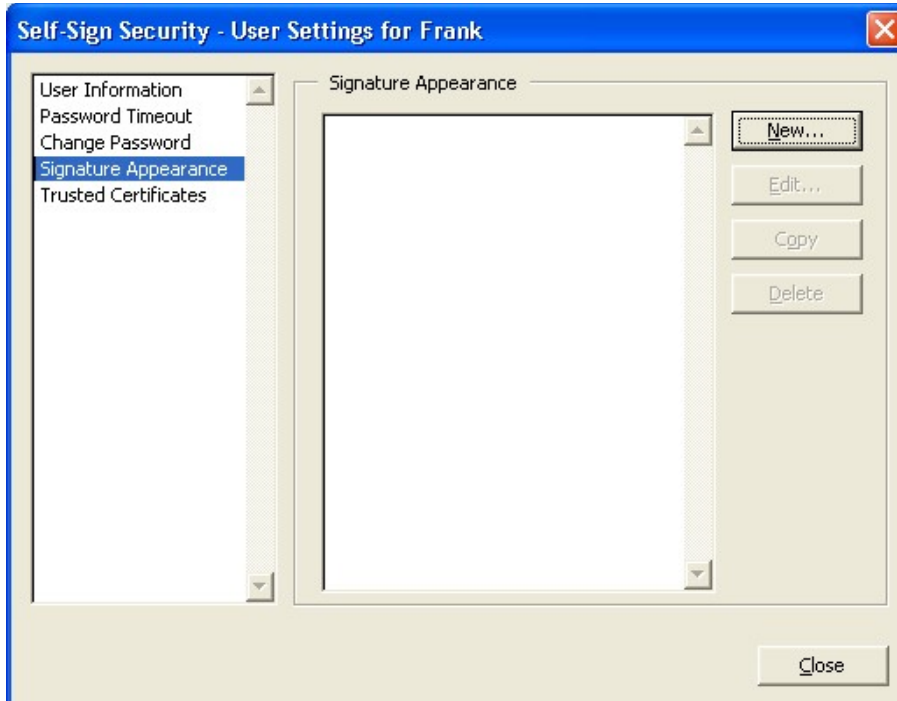 Self-Sign Security - User Settings for Frank
User Information
Password Timeout
Change Password
Signature Appearance
Trusted Certificates
Signature Appearance
New...
Edit...
Copy
Delete
Close